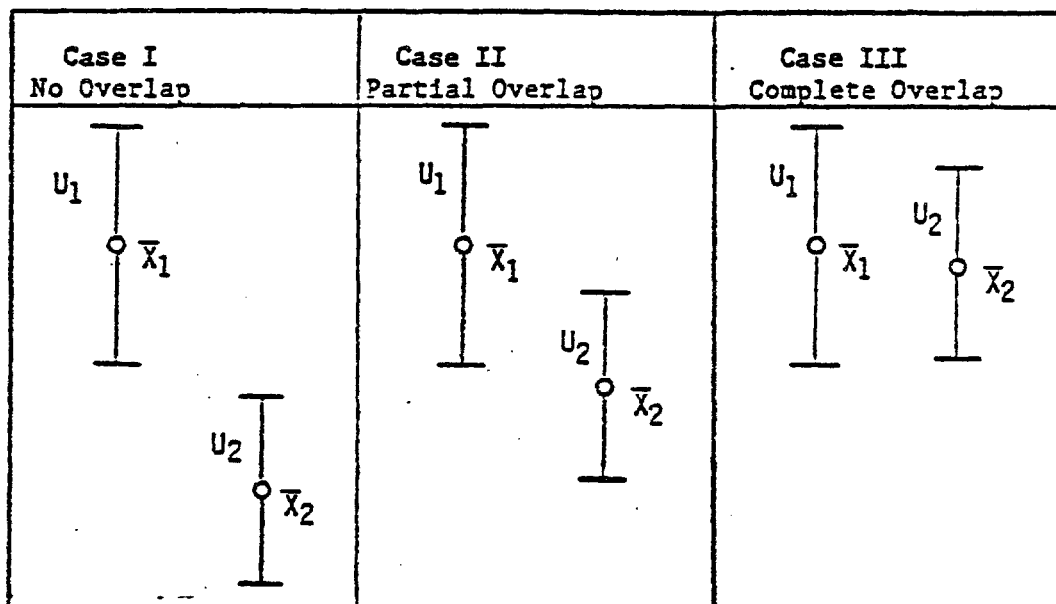 Case I
No Overlap
Case II
Partial Overlap
Case III
Complete Overlap
U₁
X̅₁
U₂
X̅₂
U₁
X̅₁
U₂
X̅₂
U₁
X̅₁
U₂
X̅₂